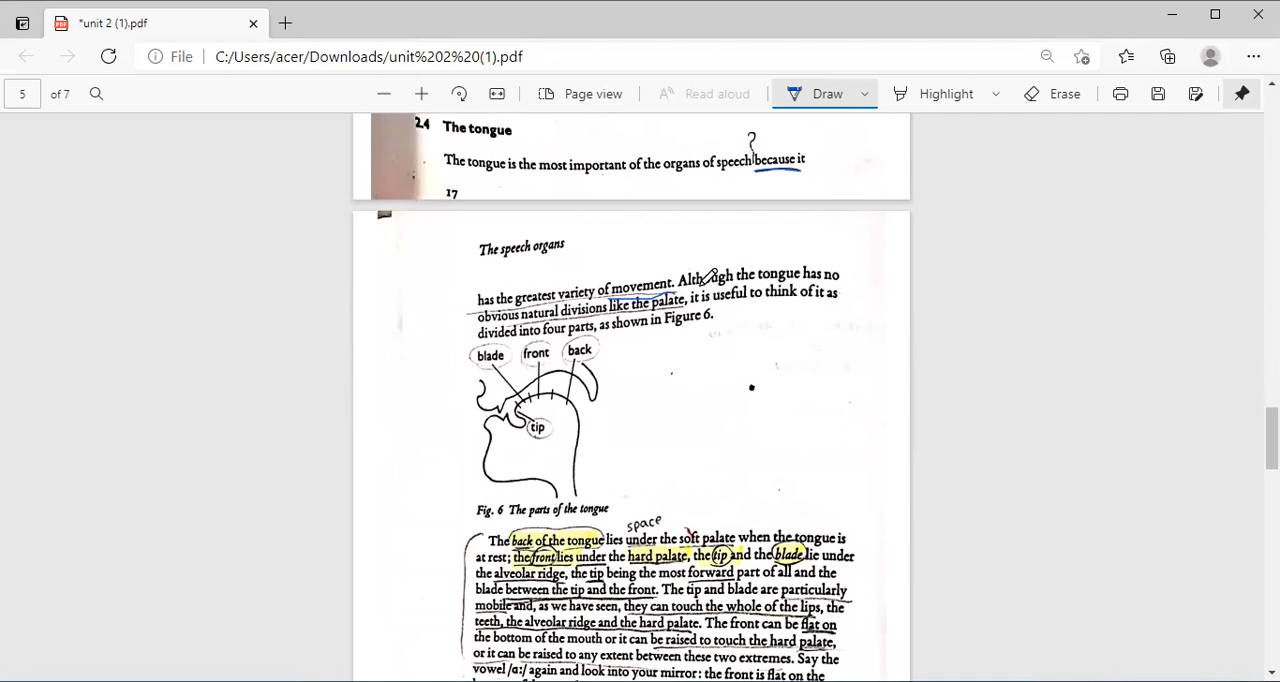 *unit 2 (1).pdf
File C:/Users/acer/Downloads/unit%202%20(1).pdf
5 of 7 Page view Read aloud Draw Highlight Erase
2.4 The tongue
?
The tongue is the most important of the organs of speech because it
17
The speech organs
has the greatest variety of movement. Although the tongue has no
obvious natural divisions like the palate, it is useful to think of it as
divided into four parts, as shown in Figure 6.
blade front back
tip
Fig. 6 The parts of the tongue
space
The back of the tongue lies under the soft palate when the tongue is
at rest; the front lies under the hard palate, the tip and the blade lie under
the alveolar ridge, the tip being the most forward part of all and the
blade between the tip and the front. The tip and blade are particularly
mobile and, as we have seen, they can touch the whole of the lips, the
teeth, the alveolar ridge and the hard palate. The front can be flat on
the bottom of the mouth or it can be raised to touch the hard palate,
or it can be raised to any extent between these two extremes. Say the
vowel /ɑː/ again and look into your mirror: the front is flat on the